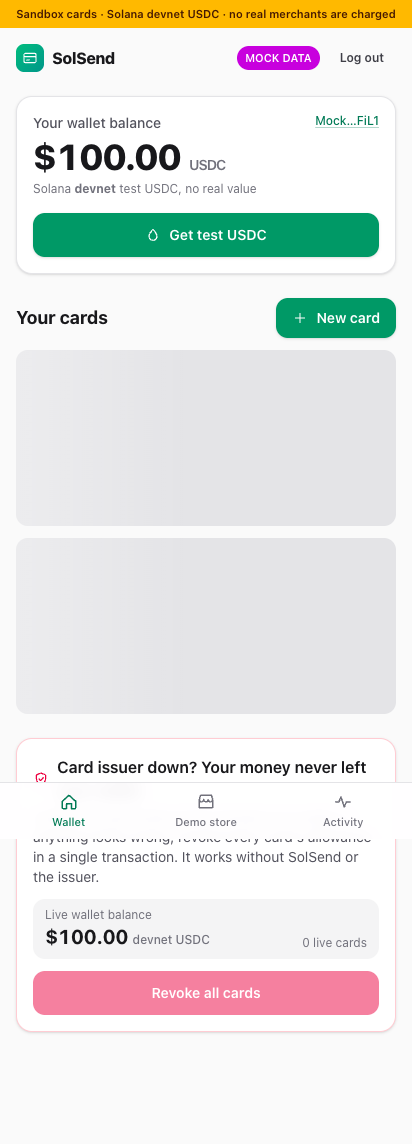 Sandbox cards · Solana devnet USDC · no real merchants are charged
SolSend
MOCK DATA
Log out
Your wallet balance
Mock...FiL1
$100.00 USDC
Solana devnet test USDC, no real value
Get test USDC
Your cards
New card
Card issuer down? Your money never left
Wallet
Demo store
Activity
anything looks wrong, revoke every card's allowance
in a single transaction. It works without SolSend or
the issuer.
Live wallet balance
$100.00 devnet USDC
0 live cards
Revoke all cards